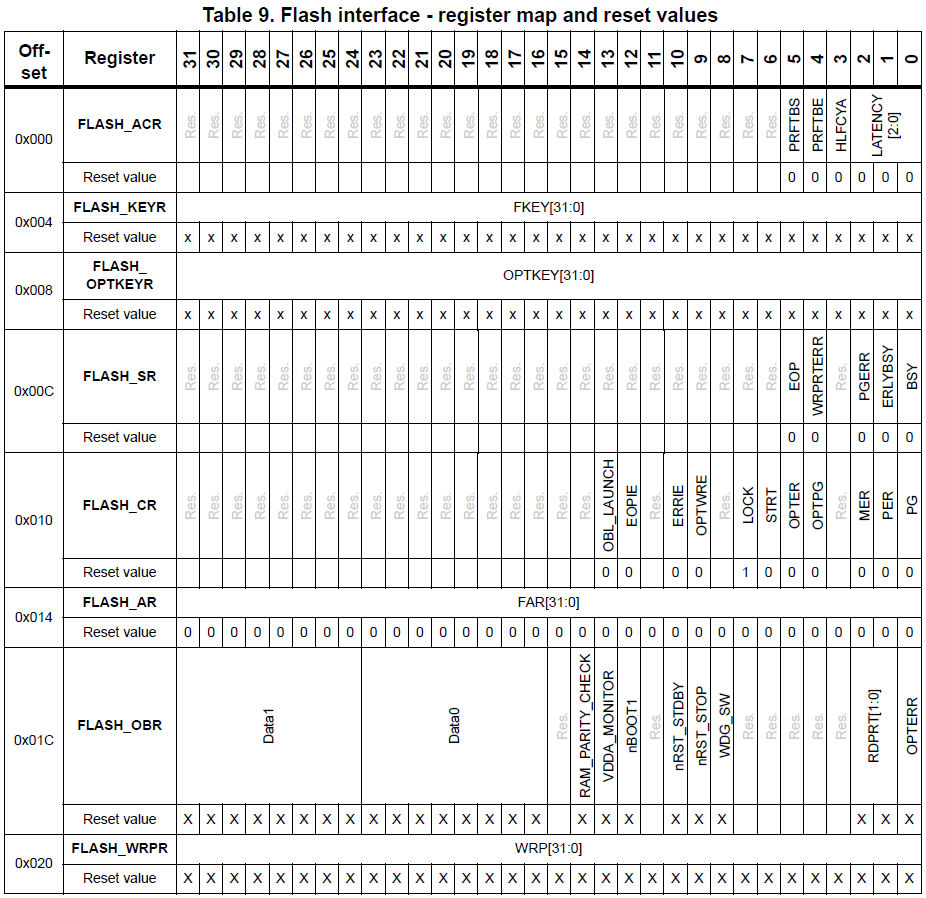 Table 9. Flash interface - register map and reset values
Off-
set
Register
31 30 29 28 27 26 25 24 23 22 21 20 19 18 17 16 15 14 13 12 11 10 9 8 7 6 5 4 3 2 1 0
0x000
FLASH_ACR
Res. Res. Res. Res. Res. Res. Res. Res. Res. Res. Res. Res. Res. Res. Res. Res. Res. Res. Res. Res. Res. Res. Res. Res. Res. Res. PRFTBS PRFTBE HLFCYA LATENCY
[2:0]
Reset value 0 0 0 0 0 0
0x004
FLASH_KEYR FKEY[31:0]
Reset value x x x x x x x x x x x x x x x x x x x x x x x x x x x x x x x x
0x008
FLASH_
OPTKEYR
OPTKEY[31:0]
Reset value x x x x x x x x x x x x x x x x x x x x x x x x x x x x x x x x
0x00C
FLASH_SR
Res. Res. Res. Res. Res. Res. Res. Res. Res. Res. Res. Res. Res. Res. Res. Res. Res. Res. Res. Res. Res. Res. Res. Res. Res. Res. EOP WRPRTERR Res. PGERR ERLYBSY BSY
Reset value 0 0 0 0 0
0x010
FLASH_CR
Res. Res. Res. Res. Res. Res. Res. Res. Res. Res. Res. Res. Res. Res. Res. Res. Res. Res. OBL_LAUNCH EOPIE Res. ERRIE OPTWRE Res. LOCK STRT OPTER OPTPG Res. MER PER PG
Reset value 0 0 0 0 1 0 0 0 0 0 0
0x014
FLASH_AR FAR[31:0]
Reset value 0 0 0 0 0 0 0 0 0 0 0 0 0 0 0 0 0 0 0 0 0 0 0 0 0 0 0 0 0 0 0 0
0x01C
FLASH_OBR
Data1 Data0 Res. RAM_PARITY_CHECK VDDA_MONITOR nBOOT1 Res. nRST_STDBY nRST_STOP WDG_SW Res. Res. Res. Res. Res. RDPRT[1:0] OPTERR
Reset value X X X X X X X X X X X X X X X X X X X X X X X X X
0x020
FLASH_WRPR WRP[31:0]
Reset value X X X X X X X X X X X X X X X X X X X X X X X X X X X X X X X X